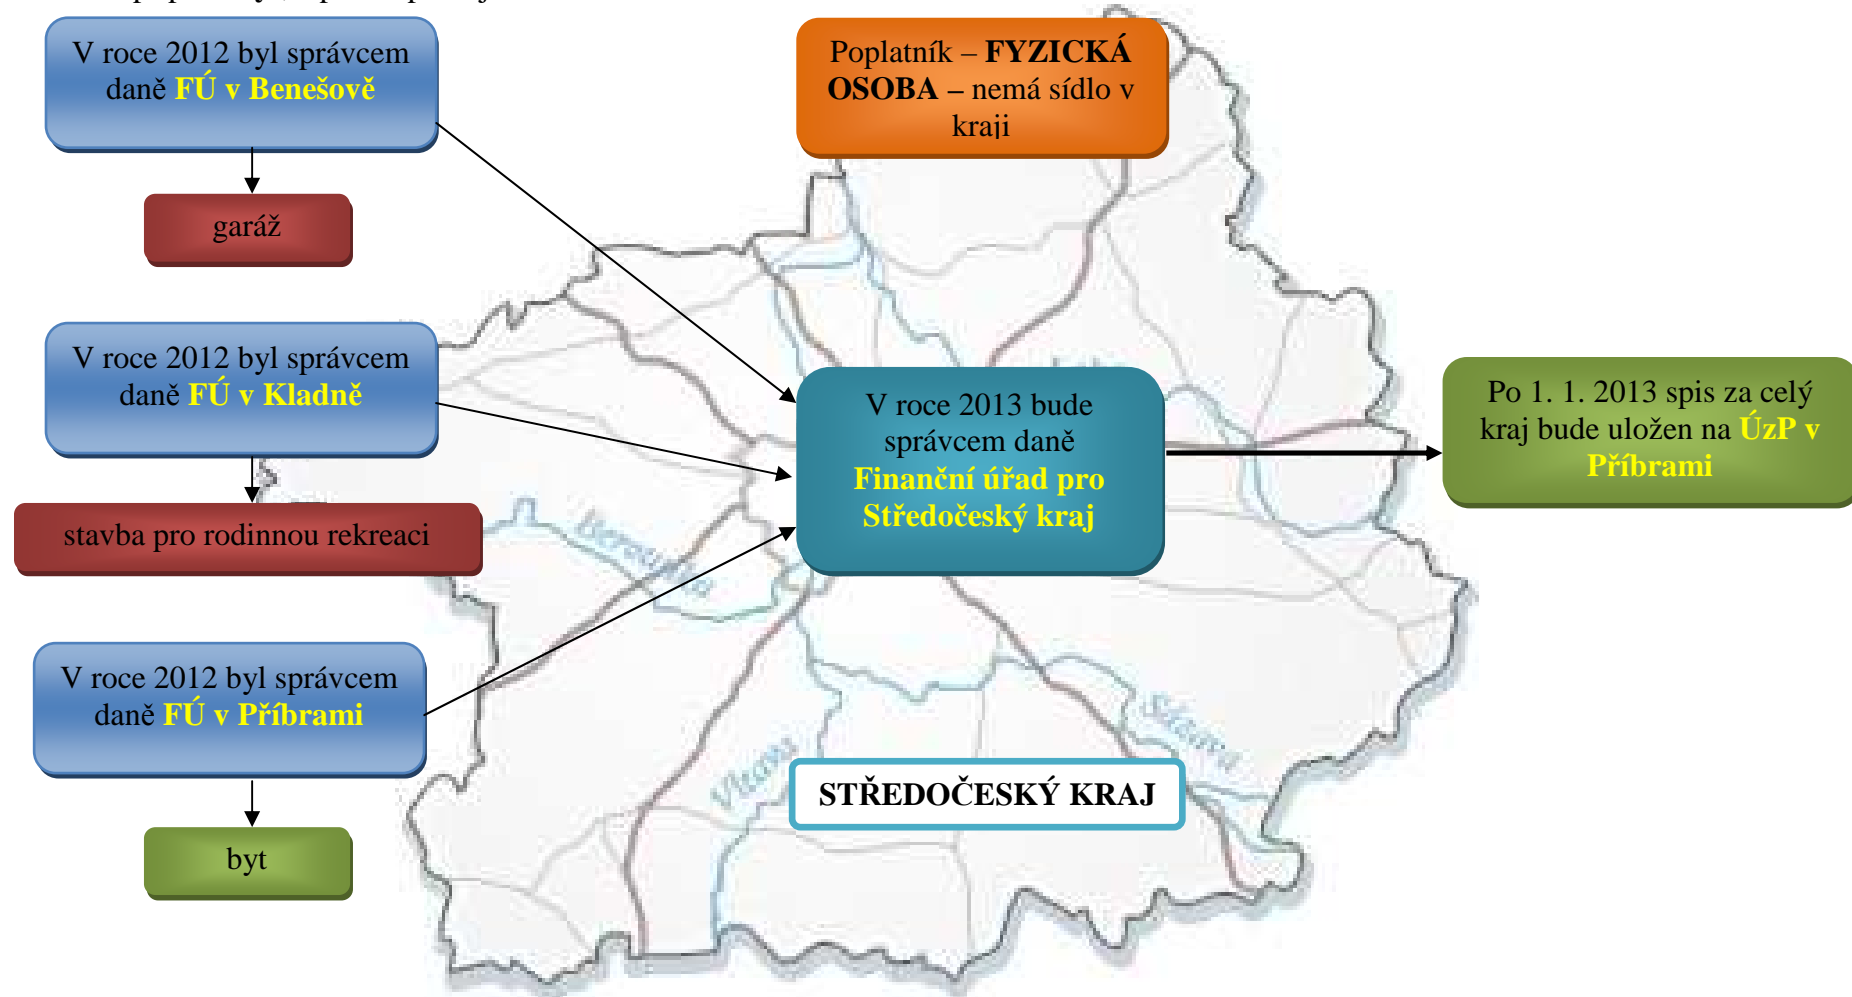 V roce 2012 byl správcem
daně FÚ v Benešově
garáž
V roce 2012 byl správcem
daně FÚ v Kladně
stavba pro rodinnou rekreaci
V roce 2012 byl správcem
daně FÚ v Příbrami
byt
Poplatník – FYZICKÁ
OSOBA – nemá sídlo v
kraji
V roce 2013 bude
správcem daně
Finanční úřad pro
Středočeský kraj
Po 1. 1. 2013 spis za celý
kraj bude uložen na ÚzP v
Příbrami
Berounka
Vltava
Sázava
STŘEDOČESKÝ KRAJ